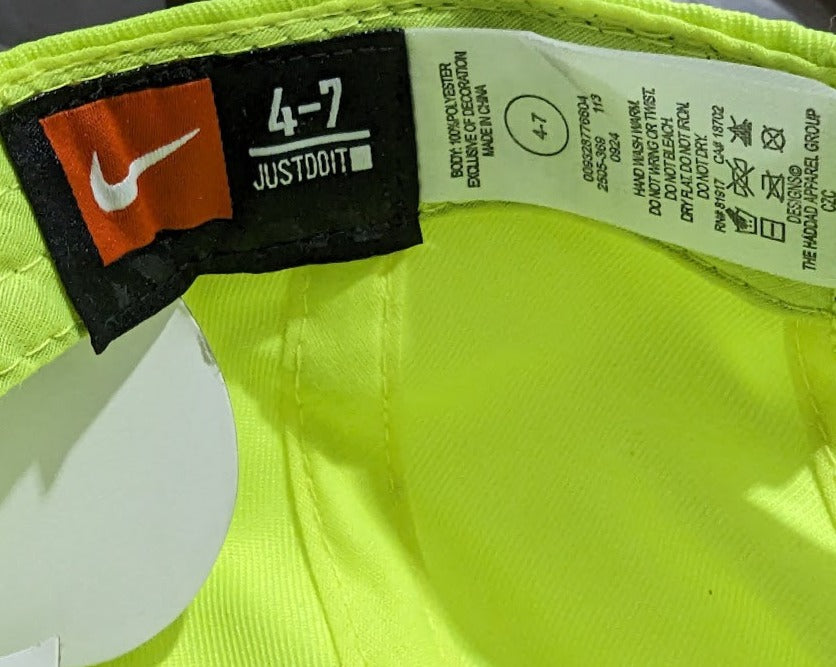 4-7
JUSTDOIT
BODY: 100%POLYESTER
EXCLUSIVE OF DECORATION
MADE IN CHINA
4-7
009328776604 113
2505-369
0924
HAND WASH WARM.
DO NOT WRING OR TWIST.
DO NOT BLEACH.
DRY FLAT. DO NOT IRON.
DO NOT DRY.
RN# 81917 CA# 18702
DESIGNS©
THE HADDAD APPAREL GROUP
CZG